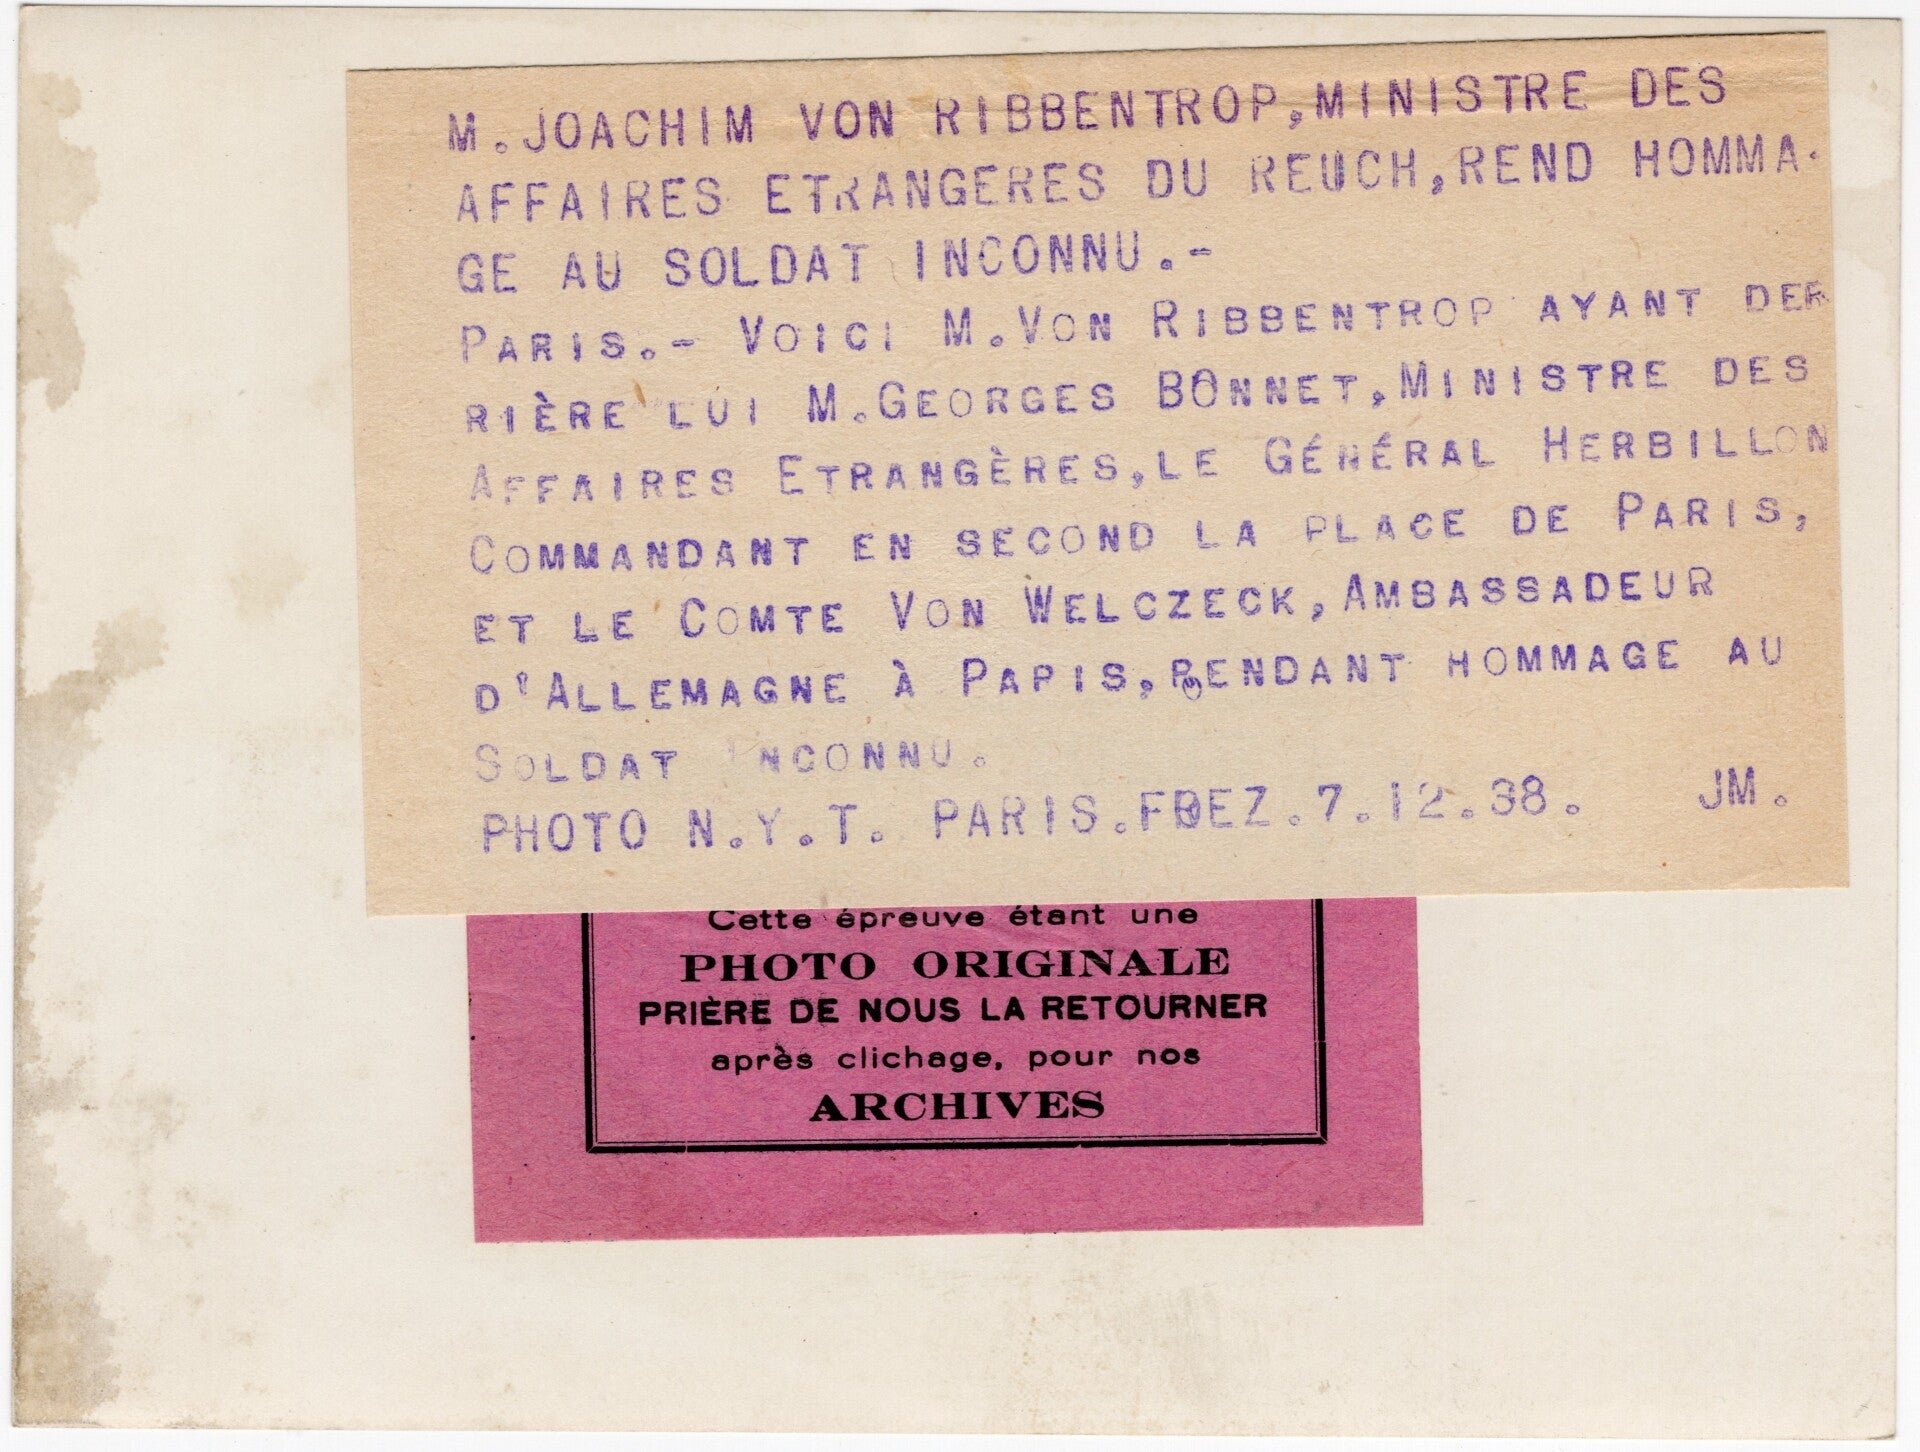 M.JOACHIM VON RIBBENTROP,MINISTRE DES
AFFAIRES ETRANGERES DU REUCH,REND HOMMA-
GE AU SOLDAT INCONNU.-
PARIS.- VOICI M.VON RIBBENTROP AYANT DER
RIÈRE LUI M.GEORGES BONNET,MINISTRE DES
AFFAIRES ETRANGÈRES,LE GÉNÉRAL HERBILLON
COMMANDANT EN SECOND LA PLACE DE PARIS,
ET LE COMTE VON WELCZECK,AMBASSADEUR
D'ALLEMAGNE À PARIS,RENDANT HOMMAGE AU
SOLDAT INCONNU.
PHOTO N.Y.T. PARIS. 7.12.38. JM.
Cette épreuve étant une
PHOTO ORIGINALE
PRIÈRE DE NOUS LA RETOURNER
après clichage, pour nos
ARCHIVES